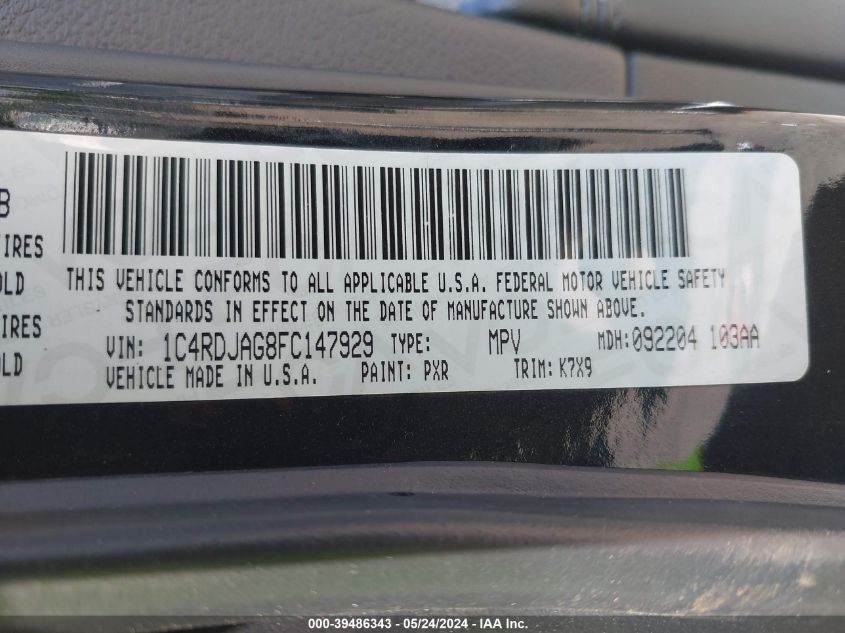 B
IRES
OLD
IRES
OLD
THIS VEHICLE CONFORMS TO ALL APPLICABLE U.S.A. FEDERAL MOTOR VEHICLE SAFETY
STANDARDS IN EFFECT ON THE DATE OF MANUFACTURE SHOWN ABOVE.
VIN: 1C4RDJAG8FC147929 TYPE: MPV MDH: 092204 103AA
VEHICLE MADE IN U.S.A. PAINT: PXR TRIM: K7X9
000-39486343 - 05/24/2024 - IAAI.com